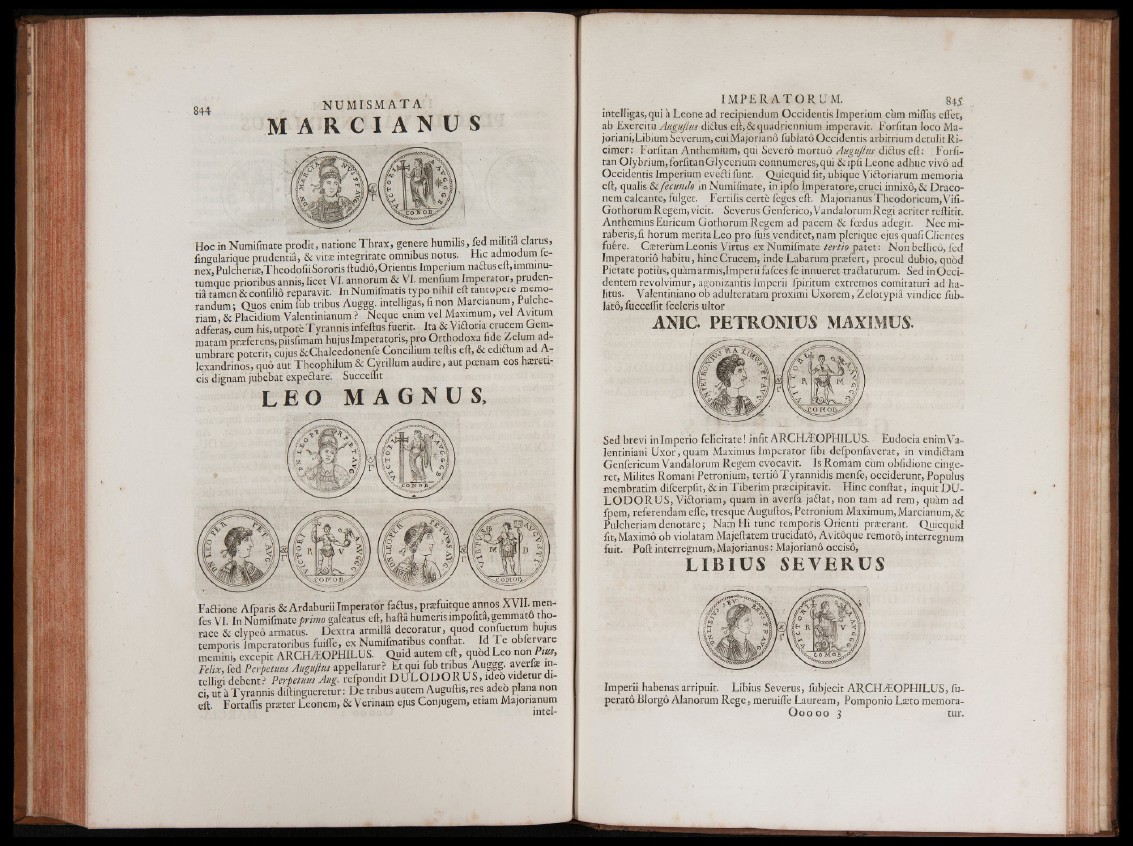 844 NUMISMATA
MARCIANUS
Hoc in Numiſmate prodit, natione Thrax, genere humilis, ſed militiâ clarus,
ſingularique prudentiâ, & vitæ integritate omnibus notus. Hic admodum ſe-
nex, Pulcheriæ, Theodoſii Sororis ſtudiô, Orientis Imperium nactus eſt, imminu-
tumque prioribus annis, licet VI. annorum & VI. menſium Imperator, pruden-
tiâ tamen & conſiliô reparavit. In Numiſmatis typo nihil eſt tantopere memo-
randum; Quos enim ſub tribus Auggg. intelligas, ſi non Marcianum, Pulche-
riam, & Placidium Valentinianum? Neque enim vel Maximum, vel Avitum
adferas, cum his, utpotè Tyrannis infeſtus fuerit. Ita & Victoria crucem Gem-
matam præferens, piiſſimam hujus Imperatoris, pro Orthodoxa fide Zelum ad-
umbrare poterit, cujus & Chalcedonenſe Concilium teſtis eſt, & edictum ad A-
lexandrinos, quô aut Theophilum & Cyrillum audire, aut pœnam eos hæreti-
cis dignam jubebat expectare. Succeſſit
LEO MAGNUS,
Factione Aſparis & Ardaburii Imperator factus, præfuitque annos XVII. men-
ſes VI. In Numiſmate primo galeatus eſt, haſtâ humeris impoſitâ, gemmatô tho-
race & clypeô armatus. Dextra armillâ decoratur, quod conſuetum hujus
temporis Imperatoribus fuiſſe, ex Numiſmatibus conſtat. Id Te obſervare
memini, excepit ARCHÆOPHILUS. Quid autem eſt, quòd Leo non Pius,
Felix, ſed Perpetuus Auguſtus appellatur? Et qui ſub tribus Auggg. averſæ in-
telligi debent? Perpetuus Aug. reſpondit DULODORUS, ideò videtur di-
ci, ut à Tyrannis diſtingueretur: De tribus autem Auguſtis, res adeò plana non
eſt. Fortaſſis præter Leonem, & Verinam ejus Conjugem, etiam Majorianum
intel-
IMPERATORUM. 845
intelligas, qui à Leone ad recipiendum Occidentis Imperium cùm miſſus eſſet,
ab Exercitu Auguſtus dictus eſt, & quadriennium imperavit. Forſitan loco Ma-
joriani, Libium Severum, cui Majorianô ſublatô Occidentis arbitrium detulit Ri-
cimer: Forſitan Anthemium, qui Severô mortuô Auguſtus dictus eſt: Forſi-
tan Olybrium, forſitan Glycerium connumeres, qui & ipſi Leone adhuc vivô ad
Occidentis Imperium evecti ſunt. Quicquid ſit, ubique Victoriarum memoria
eſt, qualis & ſecundo in Numiſmate, in ipſo Imperatore, cruci innixô, & Draco-
nem calcante, fulget. Fertilis certè ſeges eſt. Majorianus Theodoricum, Viſi-
Gothorum Regem, vicit. Severus Genſerico, Vandalorum Regi acriter reſtitit.
Anthemius Euricum Gothorum Regem ad pacem & fœdus adegit. Nec mi-
raberis, ſi horum merita Leo pro ſuis venditet, nam plerique ejus quaſi Clientes
fuêre. Cæterùm Leonis Virtus ex Numiſmate tertio patet: Non bellicô, ſed
Imperatoriô habitu, hinc Crucem, inde Labarum præfert, procul dubio, quòd
Pietate potiùs, quàm armis, Imperii faſces ſe innueret tractaturum. Sed in Occi-
dentem revolvimur, agonizantis Imperii ſpiritum extremos comitaturi ad ha-
litus. Valentiniano ob adulteratam proximi Uxorem, Zelotypiâ vindice ſub-
latô, ſucceſſit ſceleris ultor
ANIC. PETRONIUS MAXIMUS.
Sed brevi in Imperio felicitate! inſit ARCHÆOPHILUS. Eudocia enim Va-
lentiniani Uxor, quam Maximus Imperator ſibi deſponſaverat, in vindictam
Genſericum Vandalorum Regem evocavit. Is Romam cùm obſidione cinge-
ret, Milites Romani Petronium, tertiô Tyrannidis menſe, occiderunt, Populus
membratim diſcerpſit, & in Tiberim præcipitavit. Hinc conſtat, inquit DU-
LODORUS, Victoriam, quam in averſa jactat, non tam ad rem, quàm ad
ſpem, referendam eſſe, tresque Auguſtos, Petronium Maximum, Marcianum, &
Pulcheriam denotare; Nam Hi tunc temporis Orienti præerant. Quicquid
ſit, Maximô ob violatam Majeſtatem trucidatô, Avitôque remotô, interregnum
fuit. Poſt interregnum, Majorianus: Majorianô occisô,
LIBIUS SEVERUS
Imperii habenas arripuit. Libius Severus, ſubjecit ARCHÆOPHILUS, ſu-
peratô Blorgô Alanorum Rege, meruiſſe Lauream, Pomponio Læto memora-
Ooo oo 3 tur.